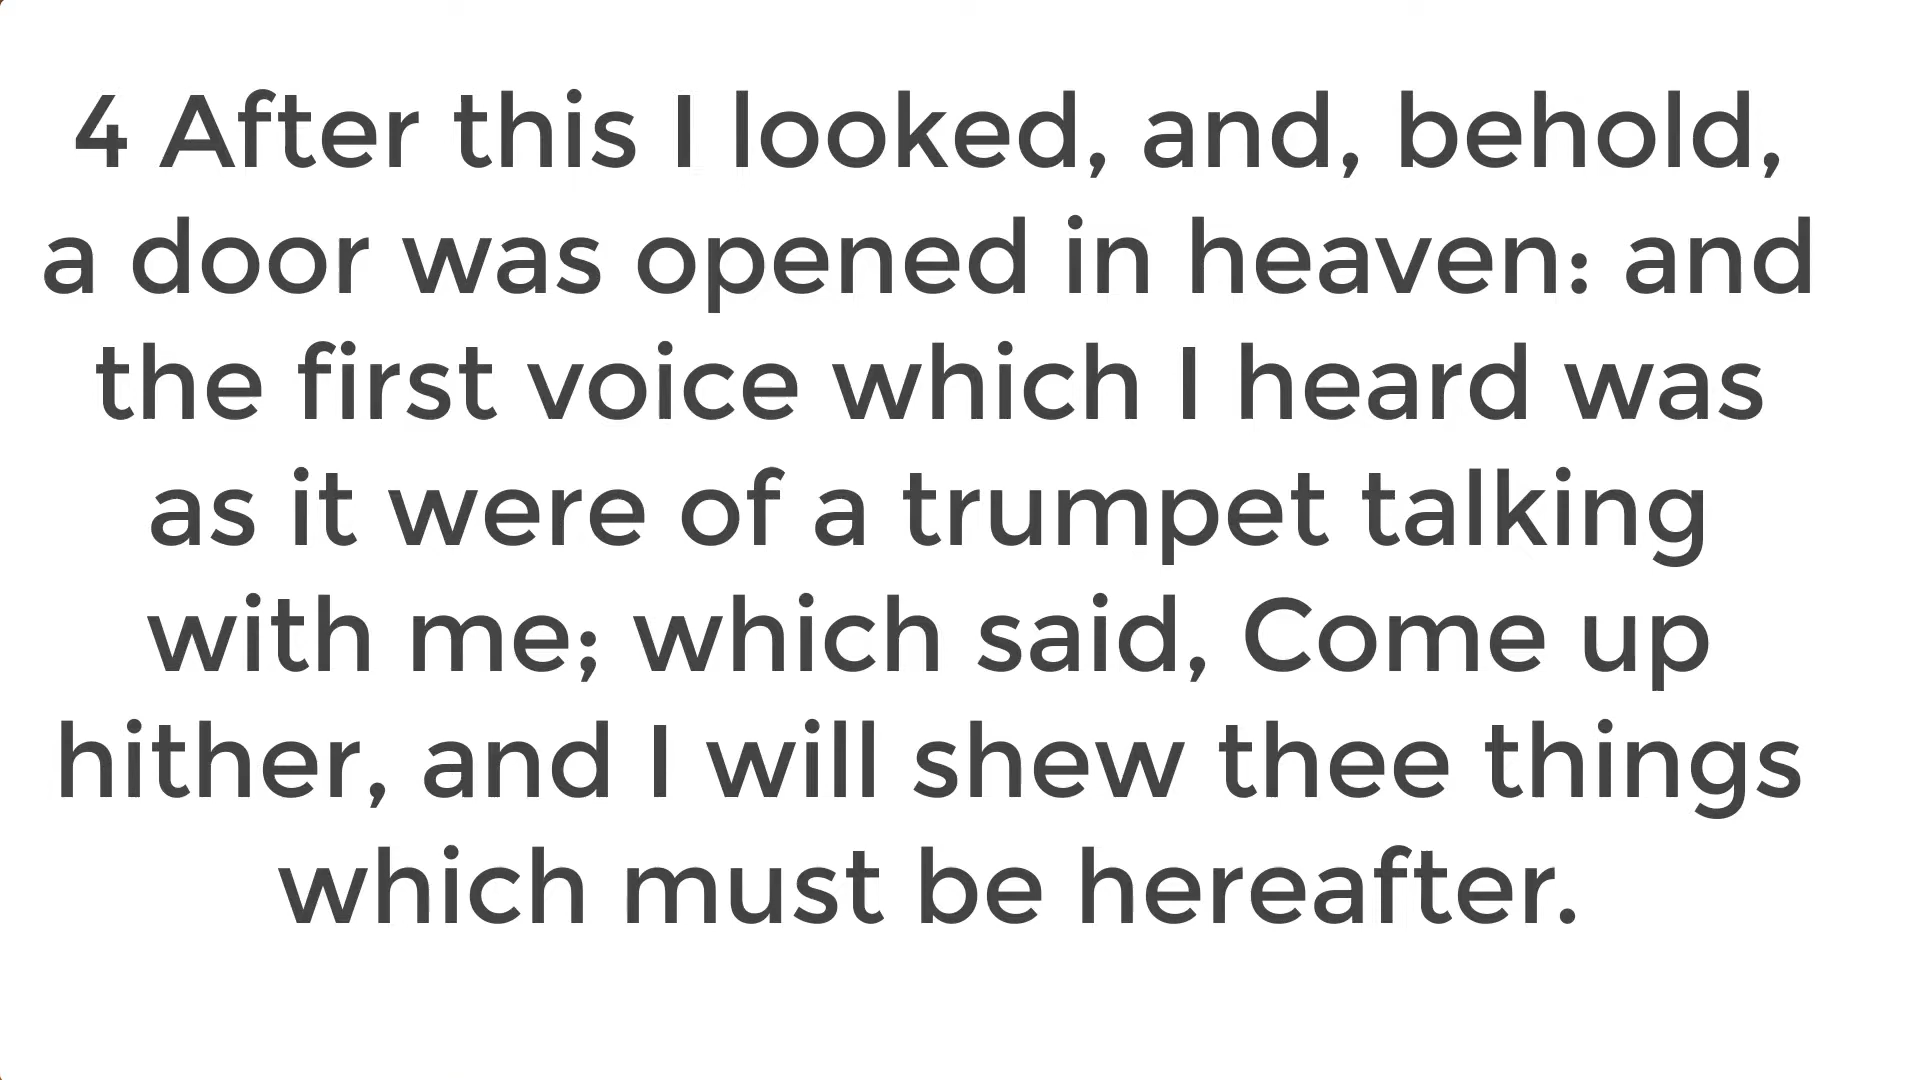 4 After this I looked, and, behold,
a door was opened in heaven: and
the first voice which I heard was
as it were of a trumpet talking
with me; which said, Come up
hither, and I will shew thee things
which must be hereafter.